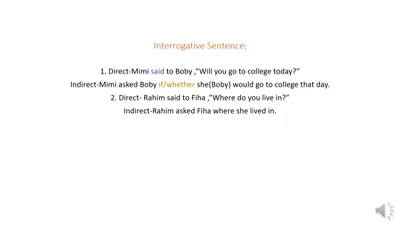 Interrogative Sentence:
1. Direct-Mimi said to Boby ,"Will you go to college today?"
Indirect-Mimi asked Boby if/whether she(Boby) would go to college that day.
2. Direct- Rahim said to Fiha ,"Where do you live in?"
Indirect-Rahim asked Fiha where she lived in.